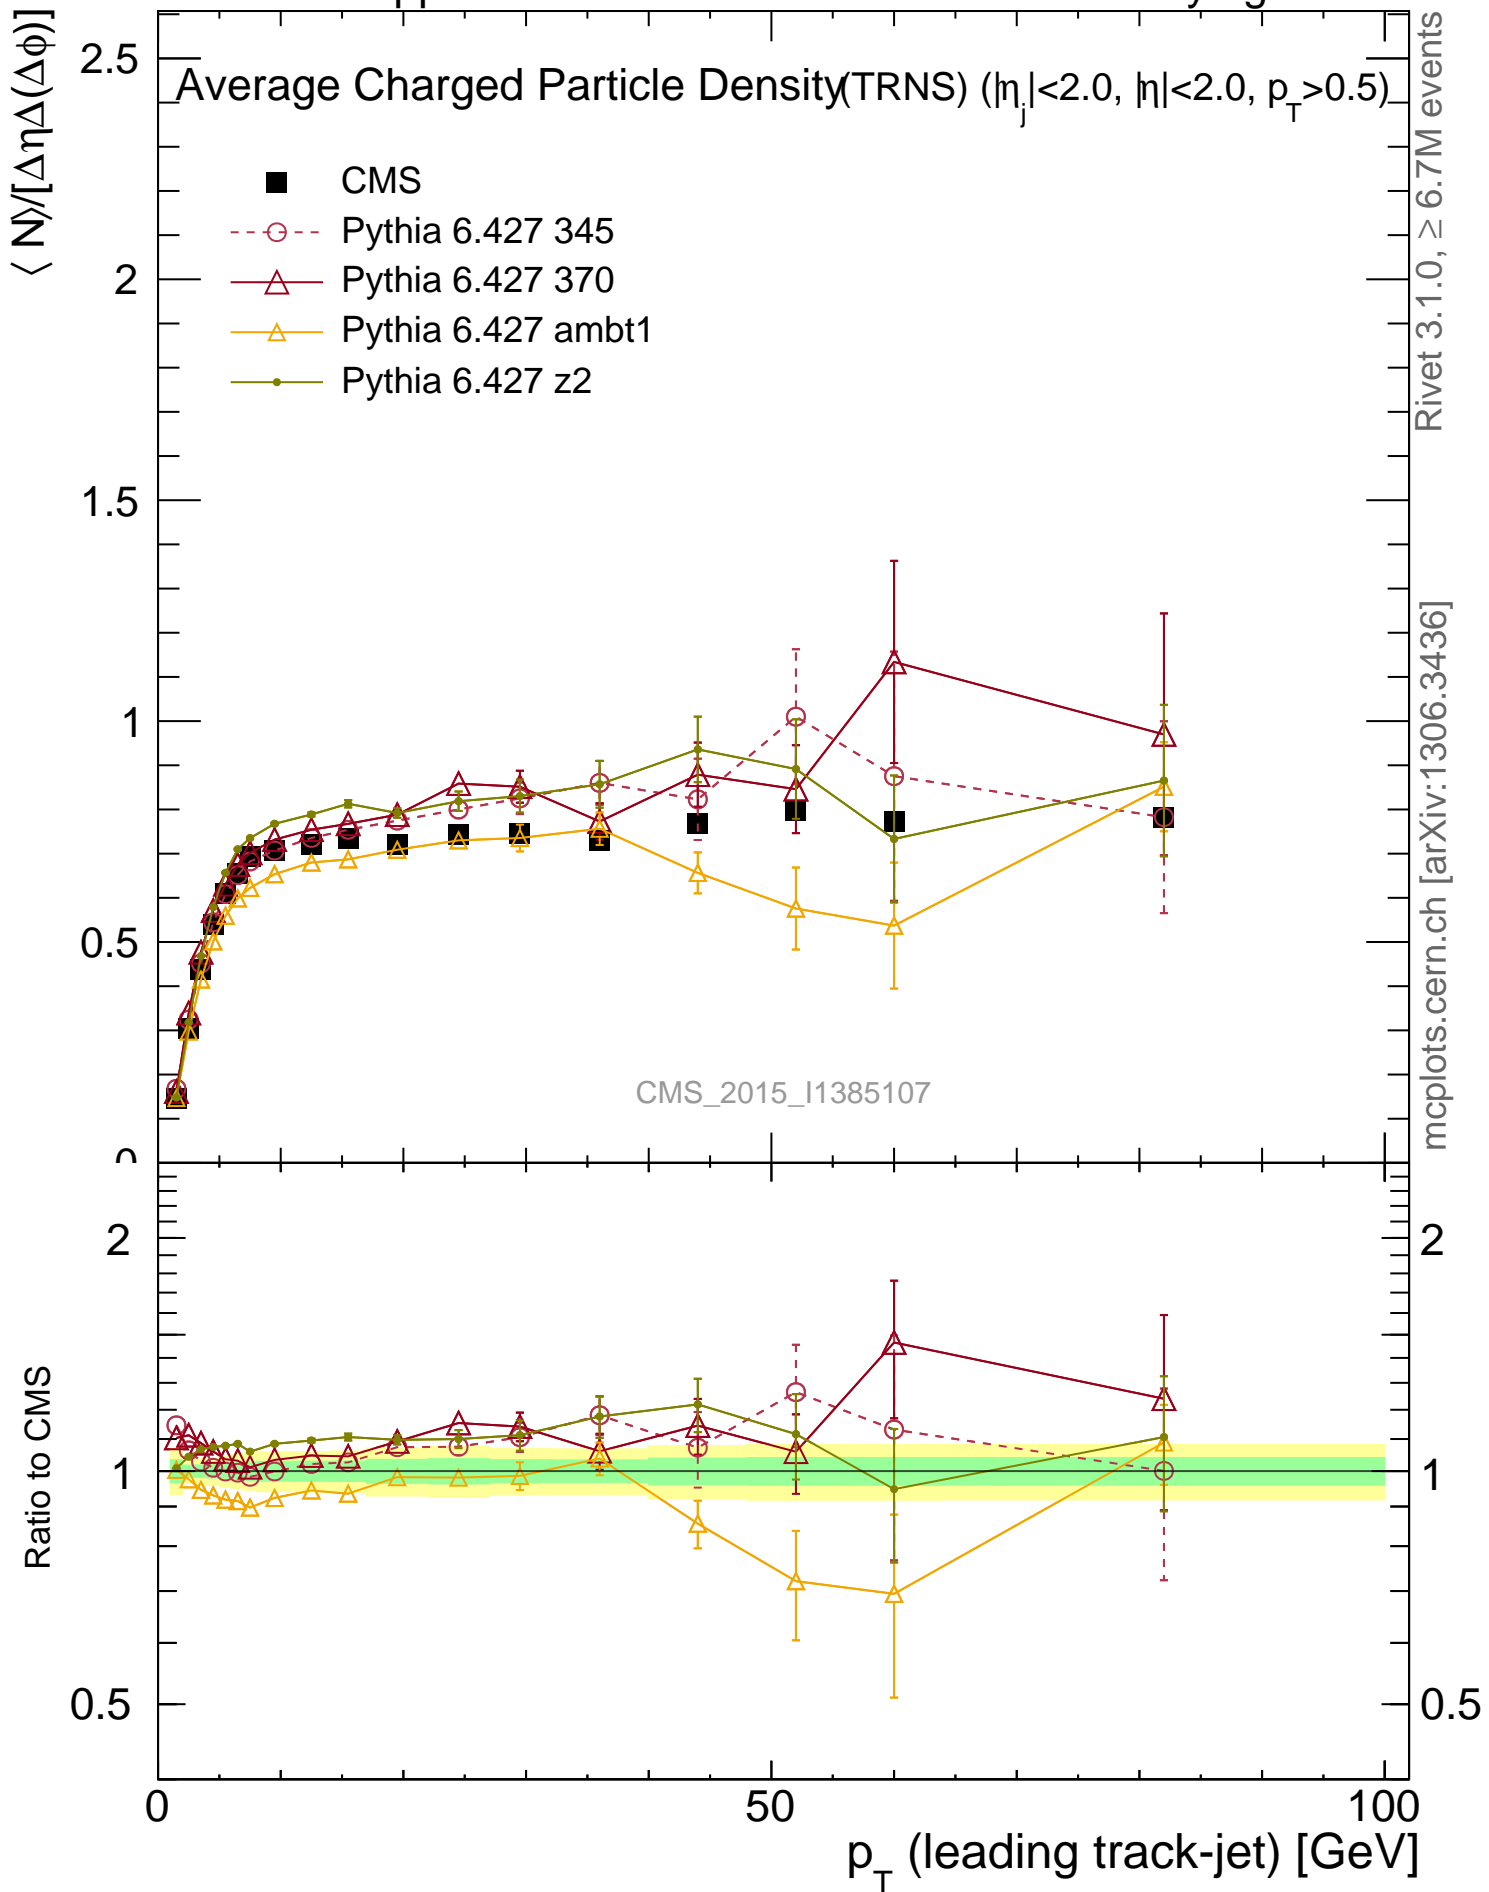 ⟨ N⟩/[ΔηΔ(Δϕ)]
2.5
Average Charged Particle Density(TRNS) (|ηj|<2.0, |η|<2.0, pT>0.5)
CMS
Pythia 6.427 345
Pythia 6.427 370
Pythia 6.427 ambt1
Pythia 6.427 z2
2
1.5
1
0.5
0
CMS_2015_I1385107
Rivet 3.1.0, ≥ 6.7M events
mcplots.cern.ch [arXiv:1306.3436]
Ratio to CMS
2
2
1
1
0.5
0.5
0
50
100
pT (leading track-jet) [GeV]